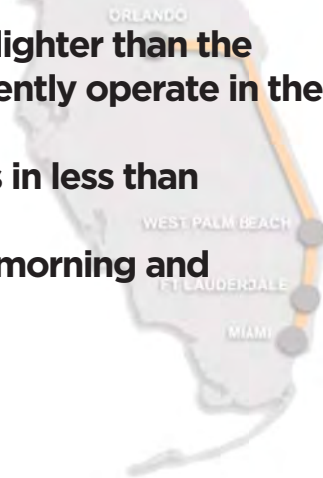 ORLANDO
lighter than the
ently operate in the
s in less than
WEST PALM BEACH
morning and
FT LAUDERDALE
MIAMI